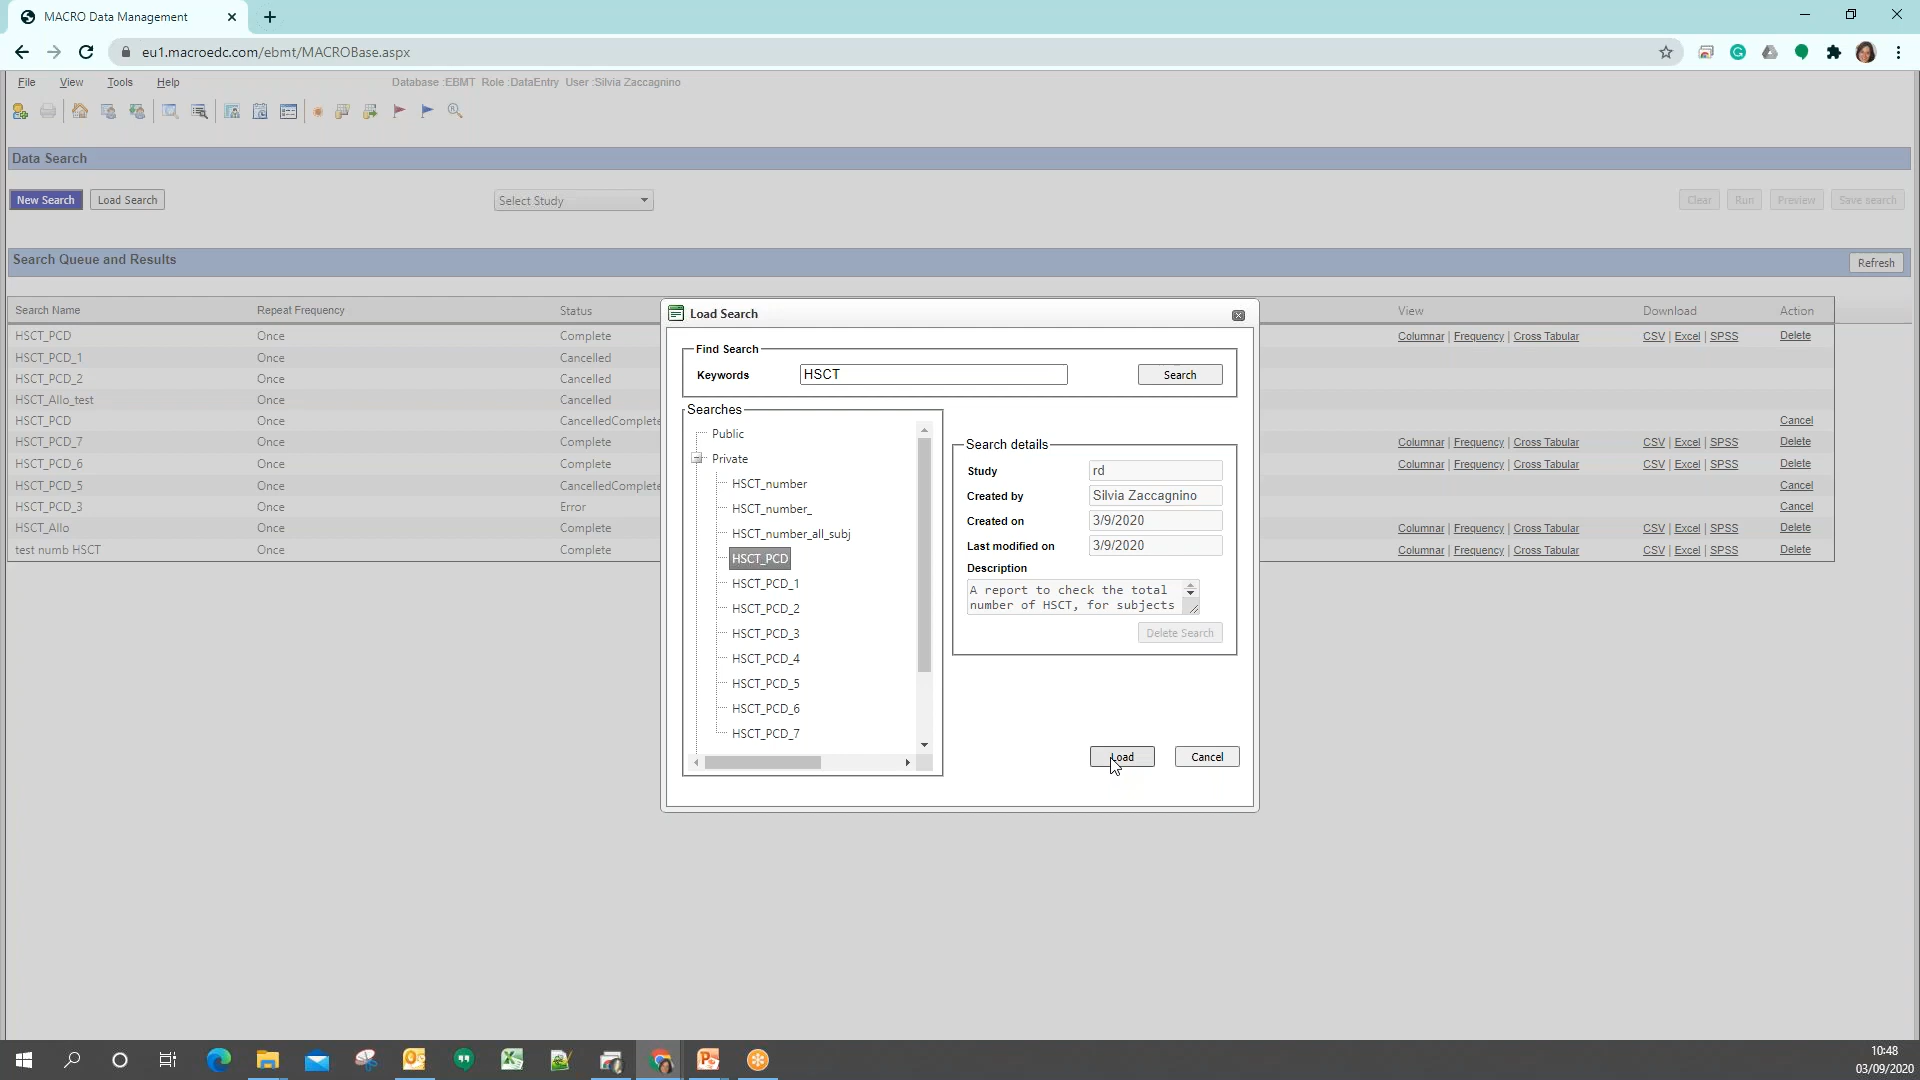 MACRO Data Management
eu1.macroedc.com/ebmt/MACROBase.aspx
File View Tools Help Database :EBMT Role :DataEntry User :Silvia Zaccagnino
Data Search
New Search Load Search Select Study Clear Run Preview Save search
Search Queue and Results Refresh
Search Name Repeat Frequency Status View Download Action
HSCT_PCD Once Complete Columnar | Frequency | Cross Tabular CSV | Excel | SPSS Delete
HSCT_PCD_1 Once Cancelled
HSCT_PCD_2 Once Cancelled
HSCT_Allo_test Once Cancelled
HSCT_PCD Once CancelledComplete Cancel
HSCT_PCD_7 Once Complete Columnar | Frequency | Cross Tabular CSV | Excel | SPSS Delete
HSCT_PCD_6 Once Complete Columnar | Frequency | Cross Tabular CSV | Excel | SPSS Delete
HSCT_PCD_5 Once CancelledComplete Cancel
HSCT_PCD_3 Once Error Cancel
HSCT_Allo Once Complete Columnar | Frequency | Cross Tabular CSV | Excel | SPSS Delete
test numb HSCT Once Complete Columnar | Frequency | Cross Tabular CSV | Excel | SPSS Delete
Load Search
Find Search
Keywords HSCT Search
Searches
Public
Private
HSCT_number
HSCT_number_
HSCT_number_all_subj
HSCT_PCD
HSCT_PCD_1
HSCT_PCD_2
HSCT_PCD_3
HSCT_PCD_4
HSCT_PCD_5
HSCT_PCD_6
HSCT_PCD_7
Search details
Study rd
Created by Silvia Zaccagnino
Created on 3/9/2020
Last modified on 3/9/2020
Description
A report to check the total
number of HSCT, for subjects
Delete Search
Load Cancel
10:48
03/09/2020